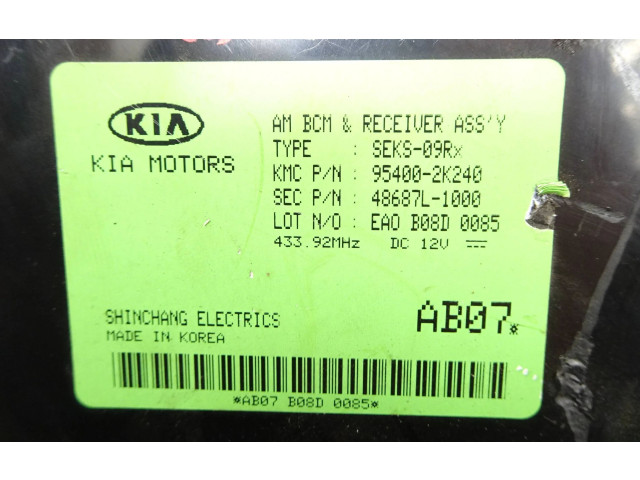 KIA
KIA MOTORS
AM BCM & RECEIVER ASS'Y
TYPE : SEKS-09Rx
KMC P/N : 95400-2K240
SEC P/N : 48687L-1000
LOT N/O : EAO B08D 0085
433.92MHz DC 12V
SHINCHANG ELECTRICS
MADE IN KOREA
AB07*
*AB07 B08D 0085*